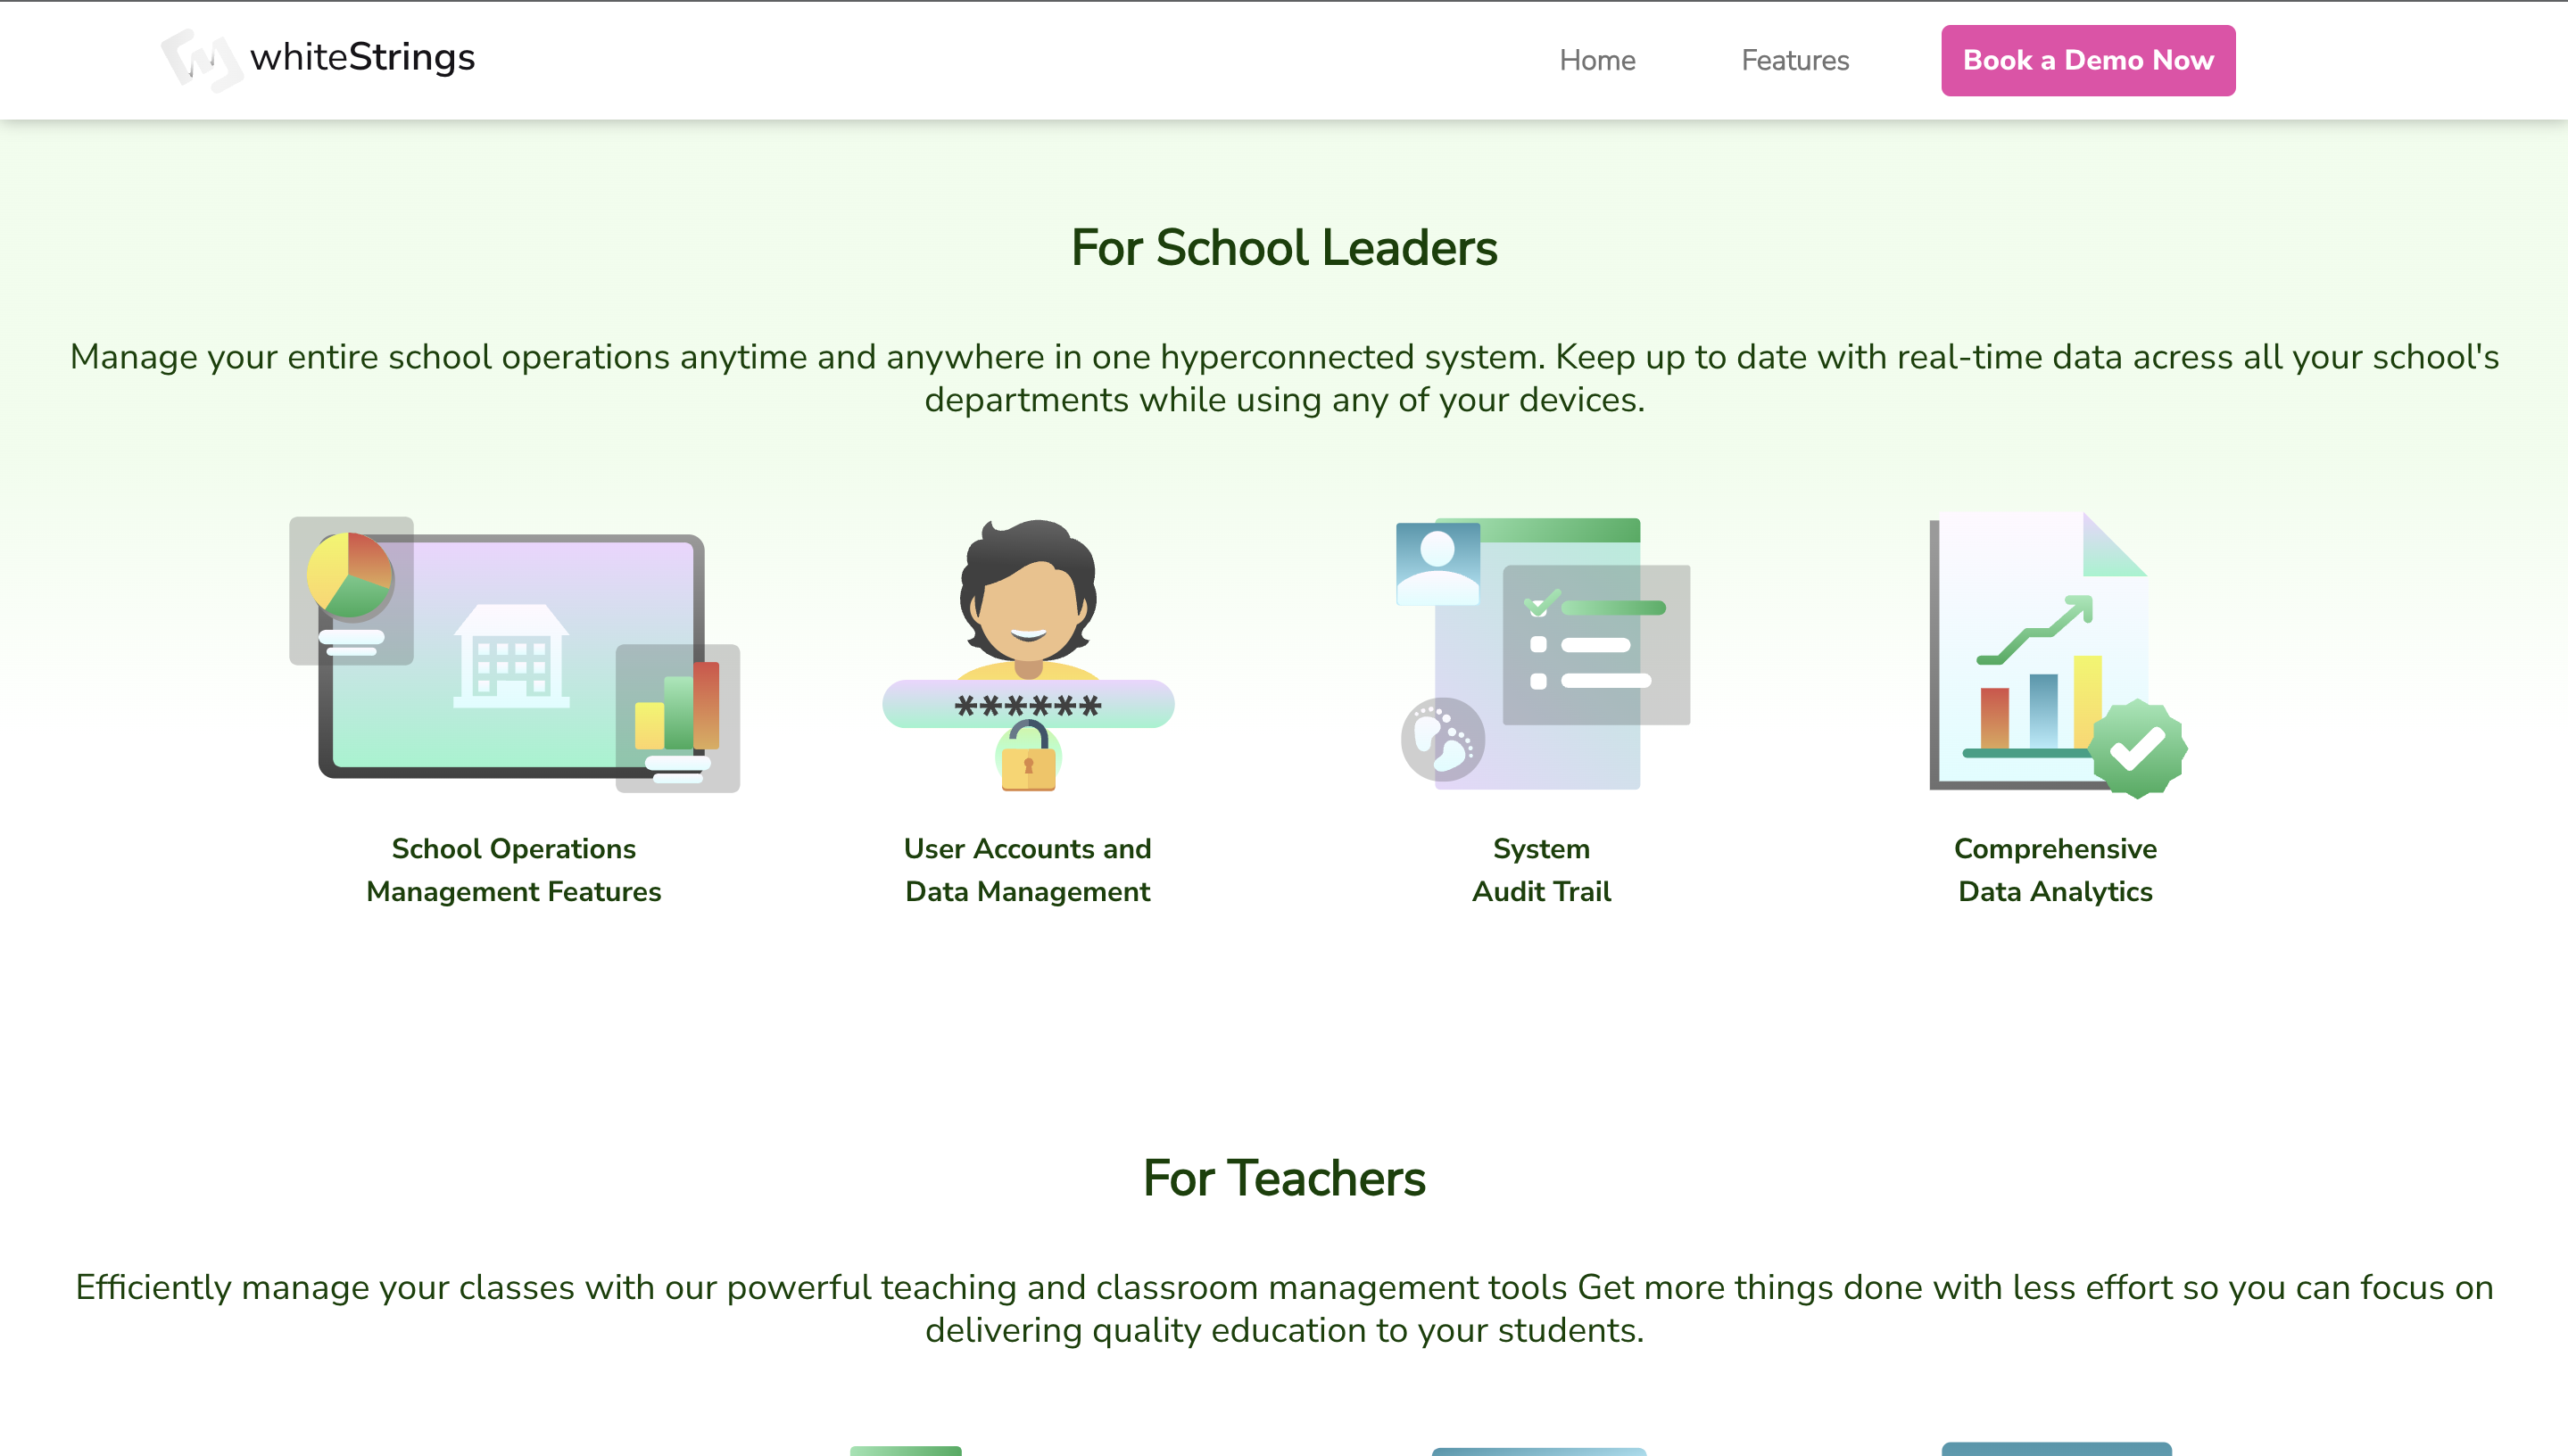 whiteStrings
Home
Features
Book a Demo Now
For School Leaders
Manage your entire school operations anytime and anywhere in one hyperconnected system. Keep up to date with real-time data acress all your school's
departments while using any of your devices.
******
School Operations
Management Features
User Accounts and
Data Management
System
Audit Trail
Comprehensive
Data Analytics
For Teachers
Efficiently manage your classes with our powerful teaching and classroom management tools Get more things done with less effort so you can focus on
delivering quality education to your students.